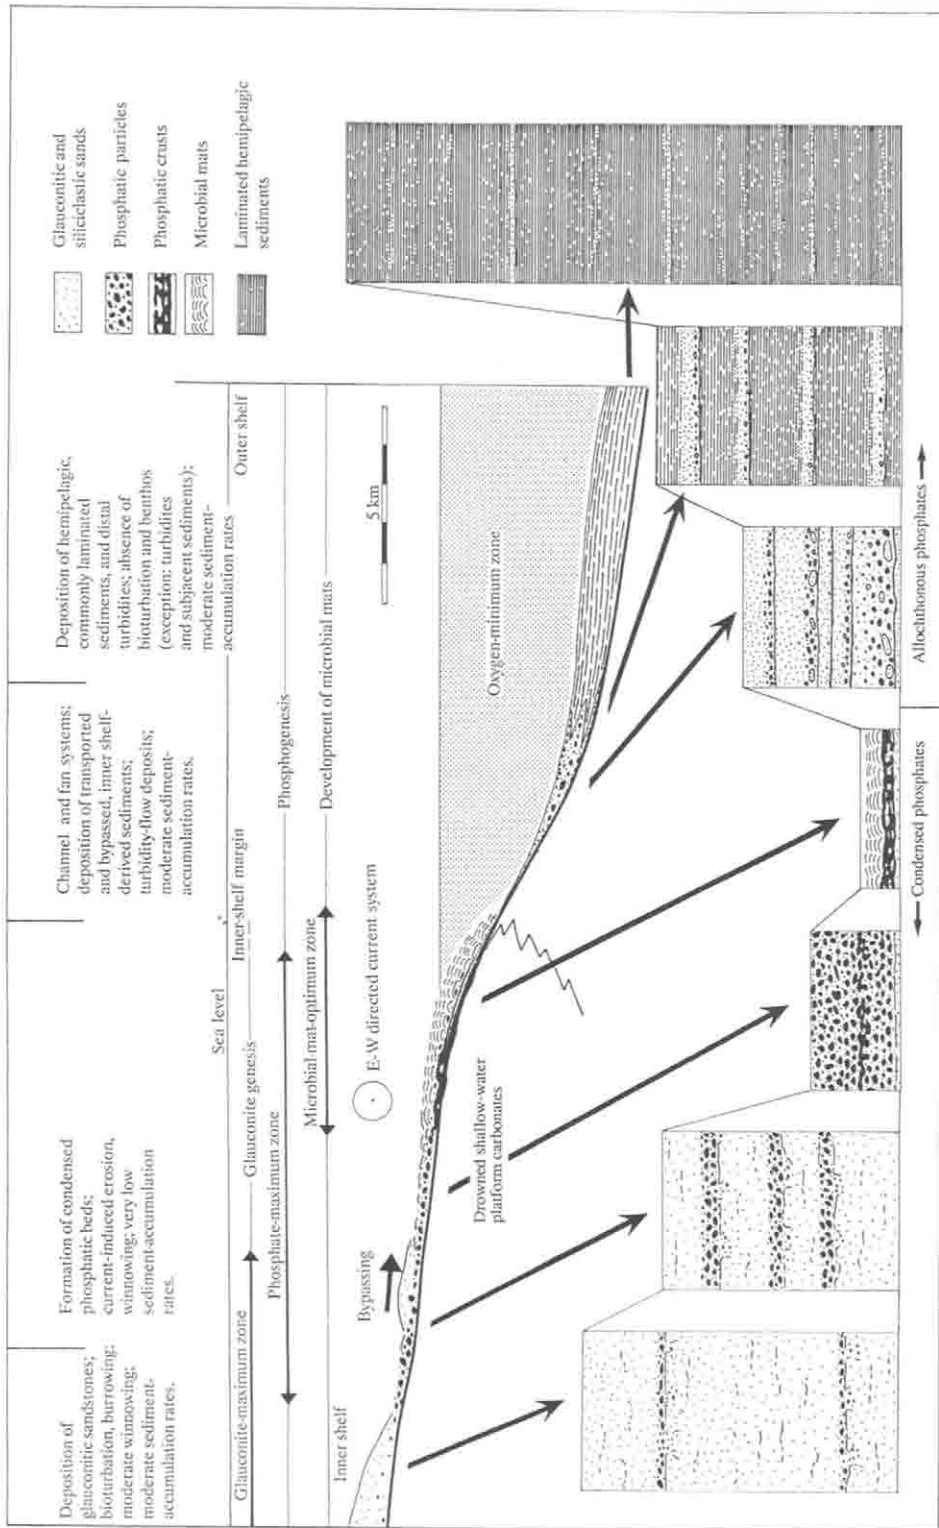 Deposition of
glauconitic sandstones;
bioturbation, burrowing;
moderate winnowing;
moderate sediment-
accumulation rates.
Formation of condensed
phosphatic beds;
current-induced erosion,
winnowing; very low
sediment-accumulation
rates.
Channel and fan systems;
deposition of transported
and bypassed, inner shelf-
derived sediments;
turbidity-flow deposits;
moderate sediment-
accumulation rates.
Deposition of hemipelagic,
commonly laminated
sediments, and distal
turbidites; absence of
bioturbation and benthos
(exception: turbidites
and subjacent sediments);
moderate sediment-
accumulation rates
Glauconitic and
siliciclastic sands
Phosphatic particles
Phosphatic crusts
Microbial mats
Laminated hemipelagic
sediments
Sea level
Glauconite-maximum zone
Glauconite genesis
Inner-shelf margin
Outer shelf
Phosphate-maximum zone
Phosphogenesis
Microbial-mat-optimum zone
Development of microbial mats
Inner shelf
Bypassing
E-W directed current system
5 km
Oxygen-minimum zone
Drowned shallow-water
platform carbonates
Condensed phosphates
Allochthonous phosphates